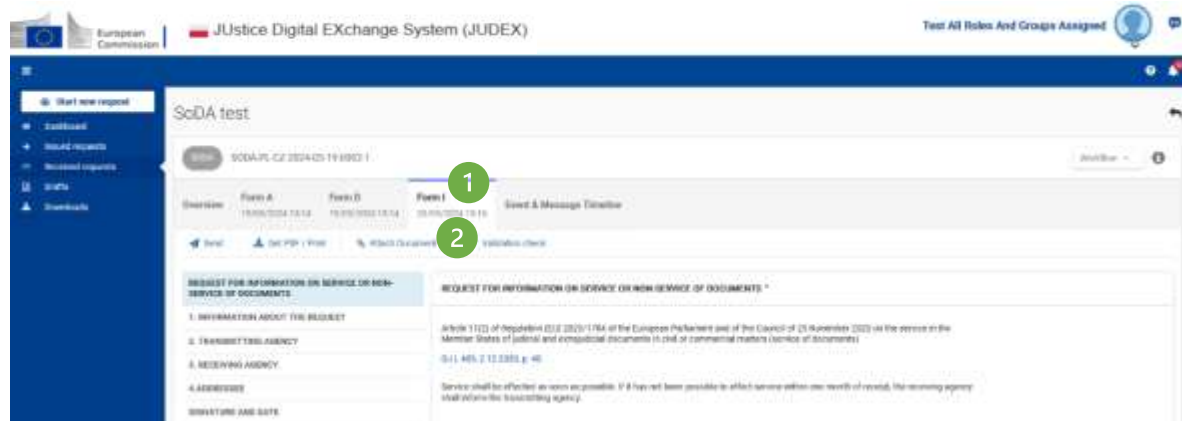 European
Commission
JUstice Digital EXchange System (JUDEX)
Test All Roles And Groups Assigned
Start new request
Dashboard
Issued requests
Received requests
Drafts
Downloads
SoDA test
SODA
Workflow
Overview
Form A
Form D
Form I
Event & Message Timeline
1
2
Send
Get PDF / Print
Attach Document
Validation check
REQUEST FOR INFORMATION ON SERVICE OR NON-
SERVICE OF DOCUMENTS
1. INFORMATION ABOUT THE REQUEST
2. TRANSMITTING AGENCY
3. RECEIVING AGENCY
4.ADDRESSEE
SIGNATURE AND DATE
REQUEST FOR INFORMATION ON SERVICE OR NON-SERVICE OF DOCUMENTS *
Article 11(2) of Regulation (EU) 2020/1784 of the European Parliament and of the Council of 25 November 2020 on the service in the
Member States of judicial and extrajudicial documents in civil or commercial matters (service of documents)
OJ L 405, 2.12.2020, p. 40
Service shall be effected as soon as possible. If it has not been possible to effect service within one month of receipt, the receiving agency
shall inform the transmitting agency.